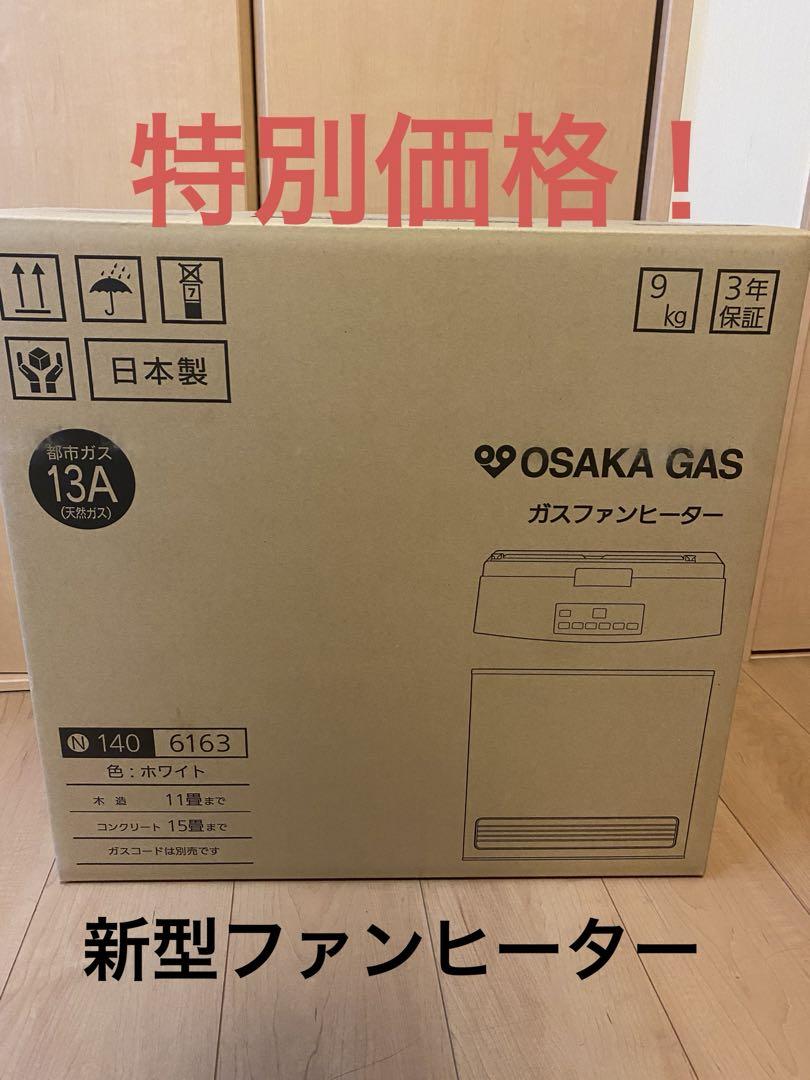 特別価格！
9
kg
3年
保証
7
日本製
都市ガス
13A
(天然ガス)
OSAKA GAS
ガスファンヒーター
N 140 6163
色：ホワイト
木造 11畳まで
コンクリート 15畳まで
ガスコードは別売です
新型ファンヒーター